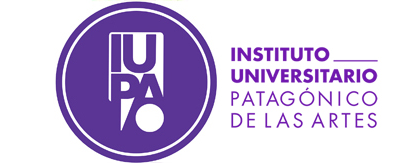 IU
PA
INSTITUTO
UNIVERSITARIO
PATAGÓNICO
DE LAS ARTES